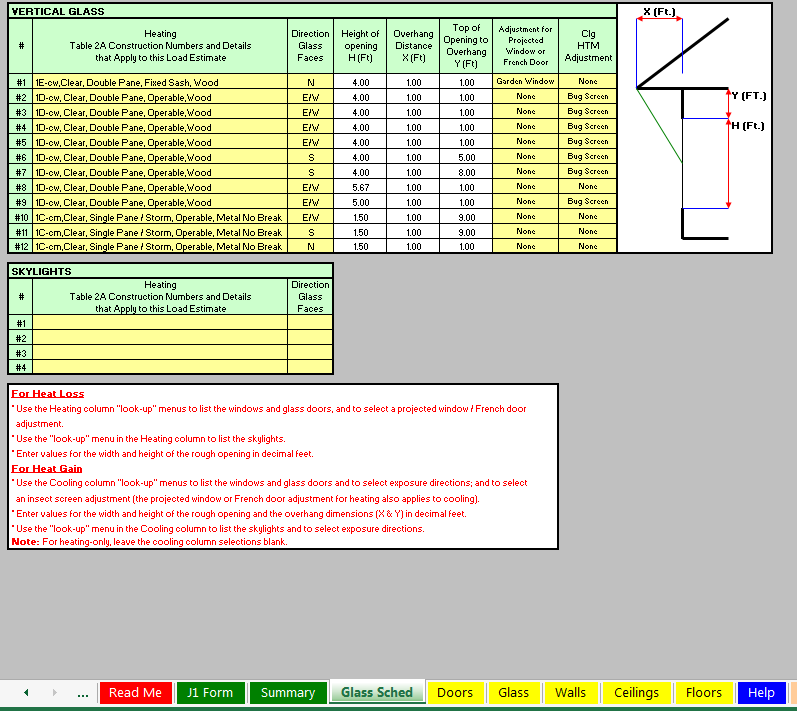 VERTICAL GLASS
# Heating Table 2A Construction Numbers and Details that Apply to this Load Estimate Direction Glass Faces Height of opening H (Ft) Overhang Distance X (Ft) Top of Opening to Overhang Y (Ft) Adjustment for Projected Window or French Door Clg HTM Adjustment
#1 1E-cw,Clear, Double Pane, Fixed Sash, Wood N 4.00 1.00 1.00 Garden Window None
#2 1D-cw,Clear, Double Pane, Operable,Wood E/W 4.00 1.00 1.00 None Bug Screen
#3 1D-cw,Clear, Double Pane, Operable,Wood E/W 4.00 1.00 1.00 None Bug Screen
#4 1D-cw,Clear, Double Pane, Operable,Wood E/W 4.00 1.00 1.00 None Bug Screen
#5 1D-cw,Clear, Double Pane, Operable,Wood E/W 4.00 1.00 1.00 None Bug Screen
#6 1D-cw,Clear, Double Pane, Operable,Wood S 4.00 1.00 5.00 None Bug Screen
#7 1D-cw,Clear, Double Pane, Operable,Wood S 4.00 1.00 8.00 None Bug Screen
#8 1D-cw,Clear, Double Pane, Operable,Wood E/W 5.67 1.00 1.00 None None
#9 1D-cw,Clear, Double Pane, Operable,Wood E/W 5.00 1.00 1.00 None Bug Screen
#10 1C-cm,Clear, Single Pane / Storm, Operable, Metal No Break E/W 1.50 1.00 9.00 None None
#11 1C-cm,Clear, Single Pane / Storm, Operable, Metal No Break S 1.50 1.00 9.00 None None
#12 1C-cm,Clear, Single Pane / Storm, Operable, Metal No Break N 1.50 1.00 1.00 None None
X (Ft.)
Y (FT.)
H (Ft.)
SKYLIGHTS
# Heating Table 2A Construction Numbers and Details that Apply to this Load Estimate Direction Glass Faces
#1
#2
#3
#4
For Heat Loss
* Use the Heating column "look-up" menus to list the windows and glass doors, and to select a projected window / French door
adjustment.
* Use the "look-up" menu in the Heating column to list the skylights.
* Enter values for the width and height of the rough opening in decimal feet.
For Heat Gain
* Use the Cooling column "look-up" menus to list the windows and glass doors and to select exposure directions; and to select
an insect screen adjustment (the projected window or French door adjustment for heating also applies to cooling).
* Enter values for the width and height of the rough opening and the overhang dimensions (X & Y) in decimal feet.
* Use the "look-up" menu in the Cooling column to list the skylights and to select exposure directions.
Note: For heating-only, leave the cooling column selections blank.
... Read Me J1 Form Summary Glass Sched Doors Glass Walls Ceilings Floors Help